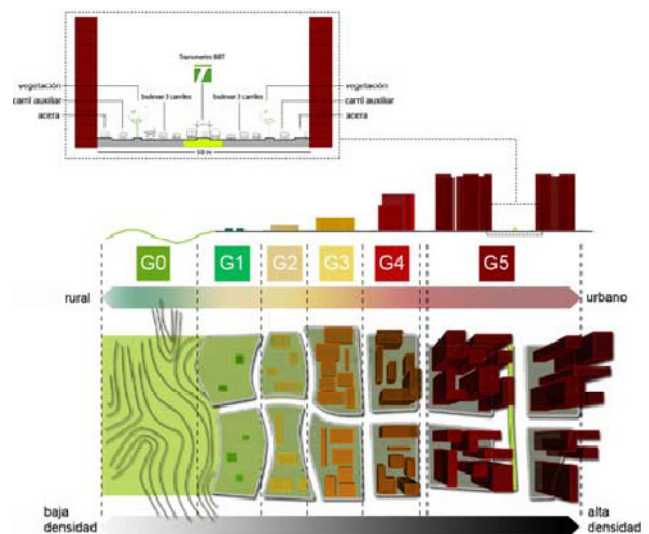 Transmetro BRT
vegetación
bulevar 3 carriles
bulevar 3 carriles
vegetación
carril auxiliar
carril auxiliar
acera
acera
G0
G1
G2
G3
G4
G5
rural
urbano
baja
densidad
alta
densidad